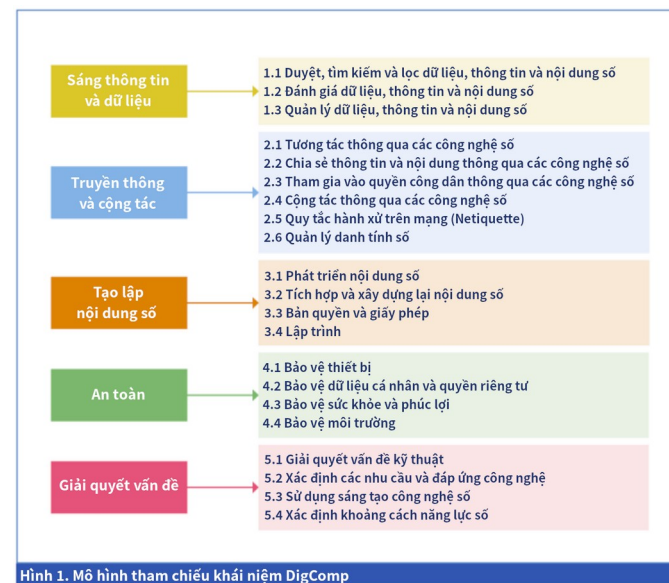 Sáng thông tin
và dữ liệu
1.1 Duyệt, tìm kiếm và lọc dữ liệu, thông tin và nội dung số
1.2 Đánh giá dữ liệu, thông tin và nội dung số
1.3 Quản lý dữ liệu, thông tin và nội dung số
Truyền thông
và cộng tác
2.1 Tương tác thông qua các công nghệ số
2.2 Chia sẻ thông tin và nội dung thông qua các công nghệ số
2.3 Tham gia vào quyền công dân thông qua các công nghệ số
2.4 Cộng tác thông qua các công nghệ số
2.5 Quy tắc hành xử trên mạng (Netiquette)
2.6 Quản lý danh tính số
Tạo lập
nội dung số
3.1 Phát triển nội dung số
3.2 Tích hợp và xây dựng lại nội dung số
3.3 Bản quyền và giấy phép
3.4 Lập trình
An toàn
4.1 Bảo vệ thiết bị
4.2 Bảo vệ dữ liệu cá nhân và quyền riêng tư
4.3 Bảo vệ sức khỏe và phúc lợi
4.4 Bảo vệ môi trường
Giải quyết vấn đề
5.1 Giải quyết vấn đề kỹ thuật
5.2 Xác định các nhu cầu và đáp ứng công nghệ
5.3 Sử dụng sáng tạo công nghệ số
5.4 Xác định khoảng cách năng lực số
Hình 1. Mô hình tham chiếu khái niệm DigComp